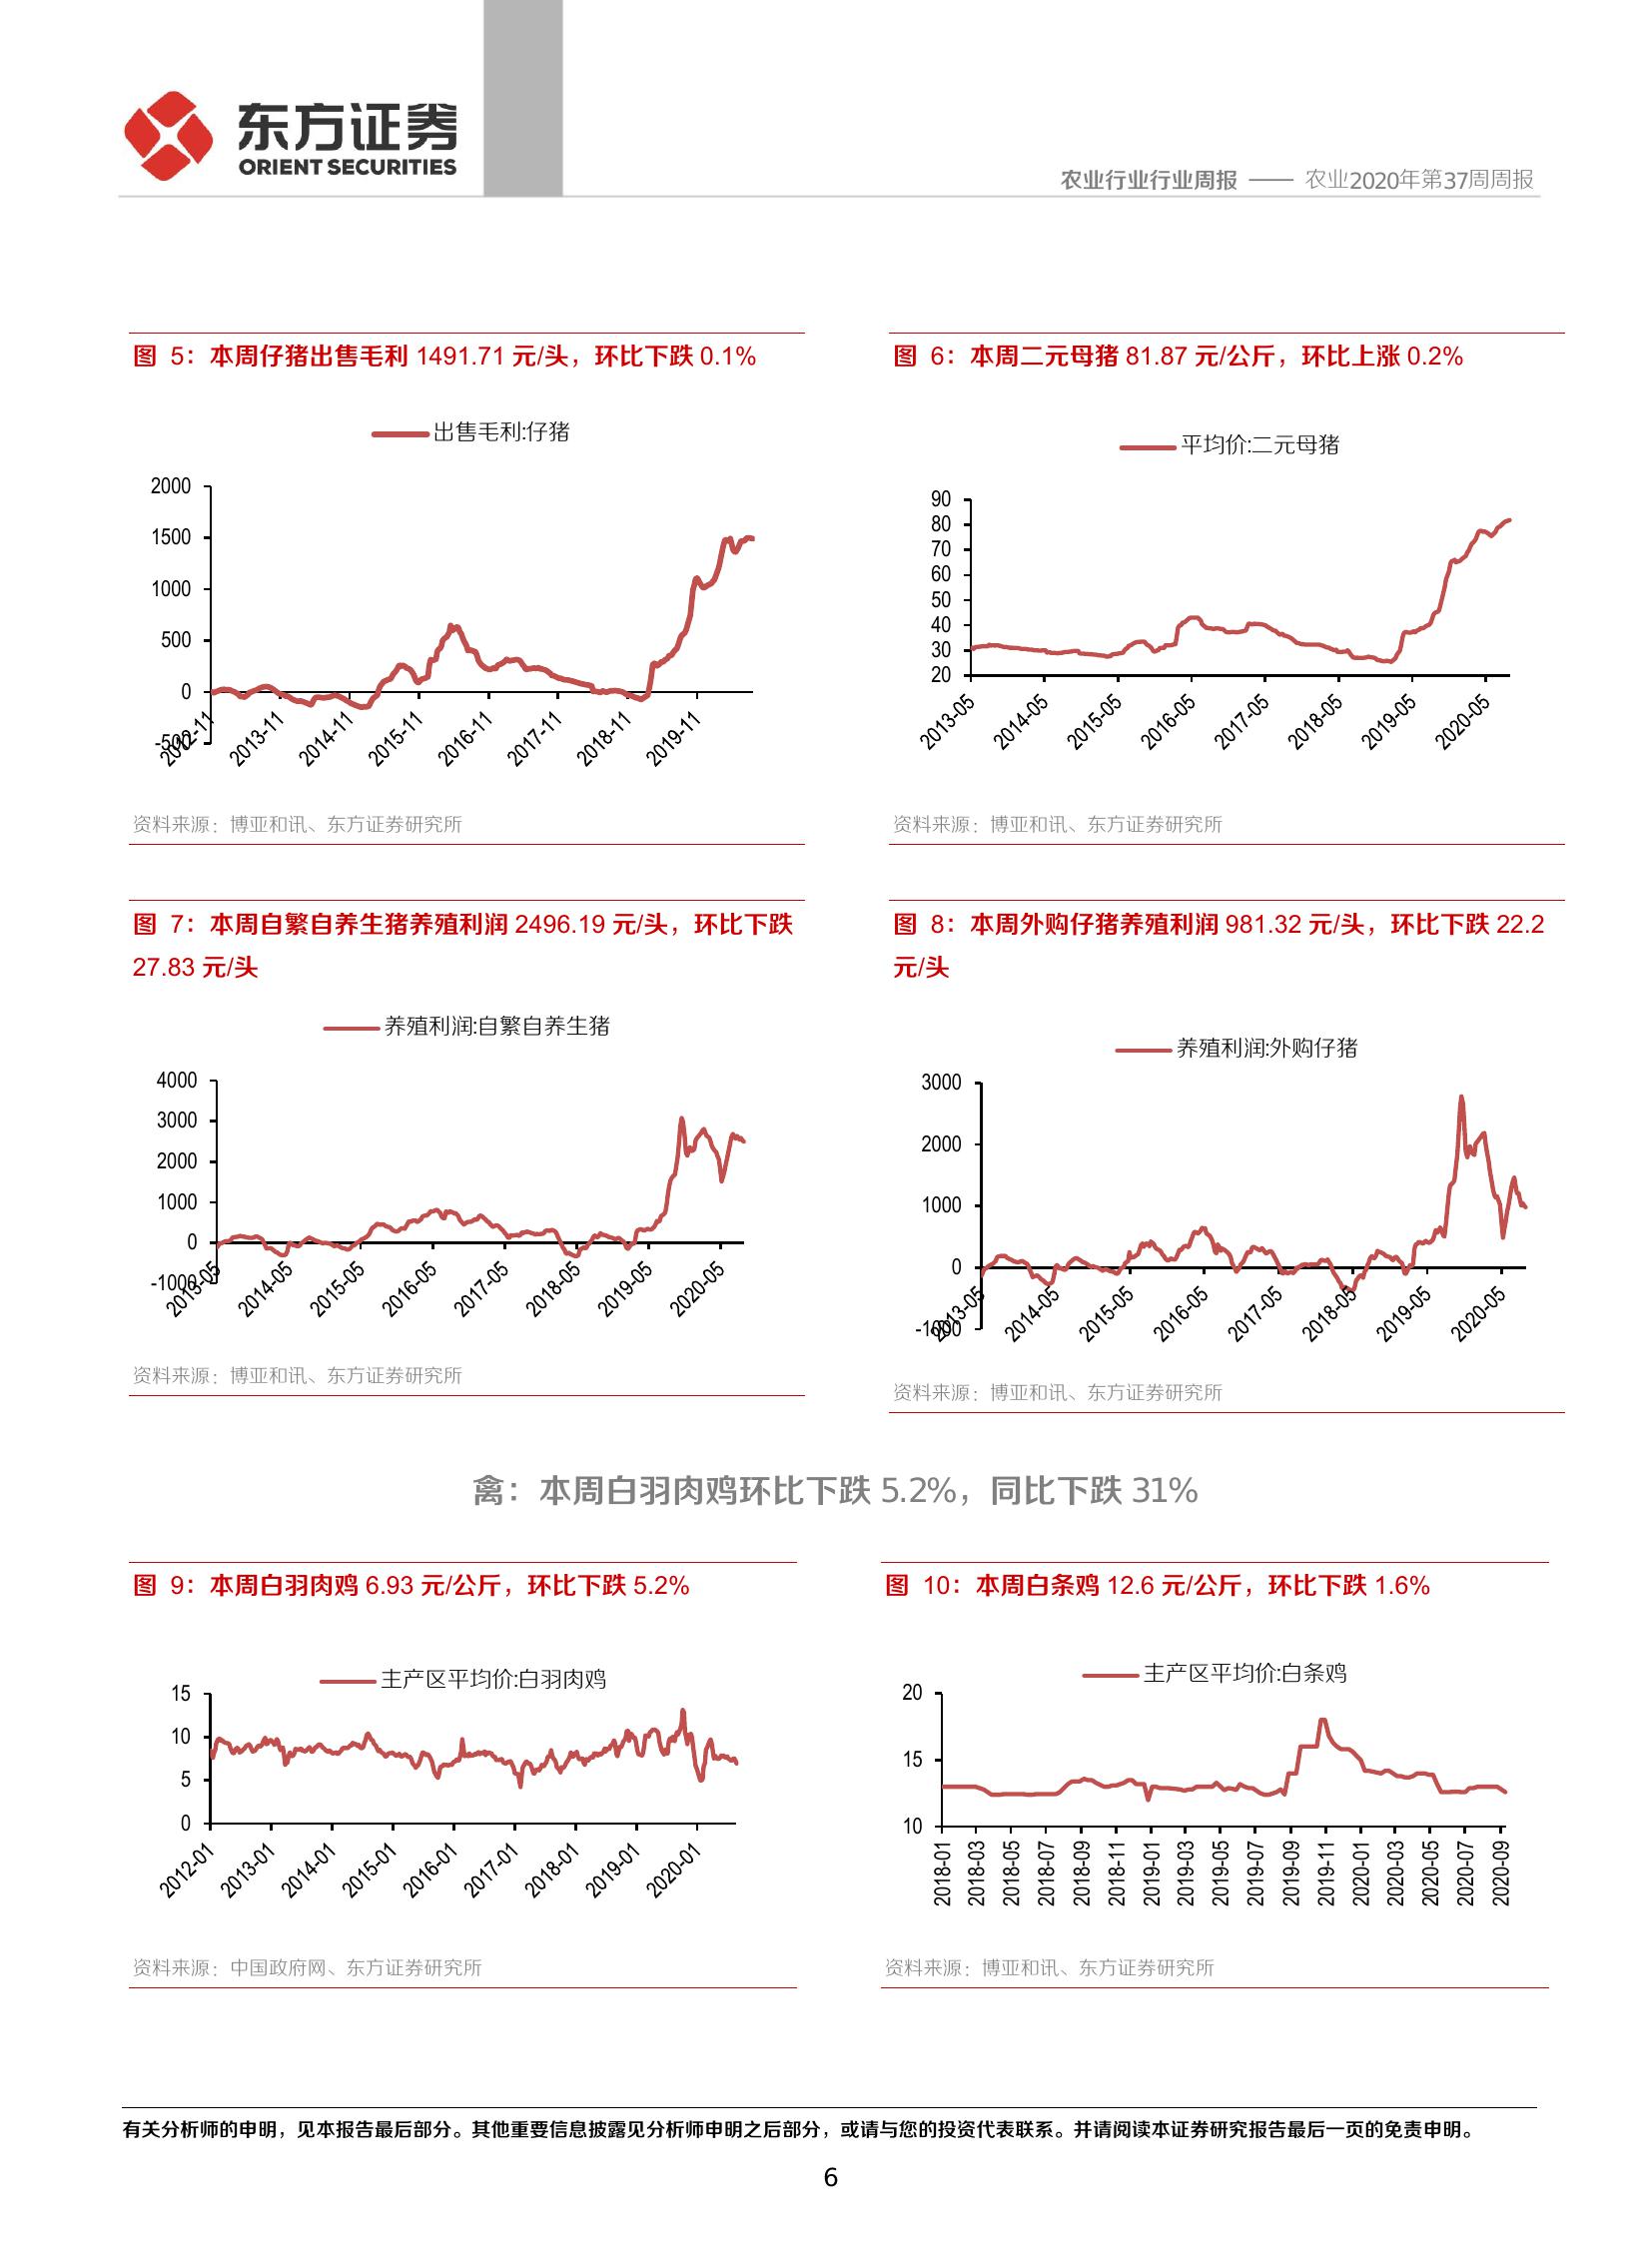 东方证券
ORIENT SECURITIES
农业行业行业周报 —— 农业2020年第37周周报
图 5：本周仔猪出售毛利 1491.71 元/头，环比下跌 0.1%
出售毛利:仔猪
2000
1500
1000
500
0
-500
2012-11 2013-11 2014-11 2015-11 2016-11 2017-11 2018-11 2019-11
资料来源：博亚和讯、东方证券研究所
图 6：本周二元母猪 81.87 元/公斤，环比上涨 0.2%
平均价:二元母猪
90
80
70
60
50
40
30
20
2013-05 2014-05 2015-05 2016-05 2017-05 2018-05 2019-05 2020-05
资料来源：博亚和讯、东方证券研究所
图 7：本周自繁自养生猪养殖利润 2496.19 元/头，环比下跌
27.83 元/头
养殖利润:自繁自养生猪
4000
3000
2000
1000
0
-1000
2013-05 2014-05 2015-05 2016-05 2017-05 2018-05 2019-05 2020-05
资料来源：博亚和讯、东方证券研究所
图 8：本周外购仔猪养殖利润 981.32 元/头，环比下跌 22.2
元/头
养殖利润:外购仔猪
3000
2000
1000
0
-1000
2013-05 2014-05 2015-05 2016-05 2017-05 2018-05 2019-05 2020-05
资料来源：博亚和讯、东方证券研究所
禽：本周白羽肉鸡环比下跌 5.2%，同比下跌 31%
图 9：本周白羽肉鸡 6.93 元/公斤，环比下跌 5.2%
主产区平均价:白羽肉鸡
15
10
5
0
2012-01 2013-01 2014-01 2015-01 2016-01 2017-01 2018-01 2019-01 2020-01
资料来源：中国政府网、东方证券研究所
图 10：本周白条鸡 12.6 元/公斤，环比下跌 1.6%
主产区平均价:白条鸡
20
15
10
2018-01 2018-03 2018-05 2018-07 2018-09 2018-11 2019-01 2019-03 2019-05 2019-07 2019-09 2019-11 2020-01 2020-03 2020-05 2020-07 2020-09
资料来源：博亚和讯、东方证券研究所
有关分析师的申明，见本报告最后部分。其他重要信息披露见分析师申明之后部分，或请与您的投资代表联系。并请阅读本证券研究报告最后一页的免责申明。
6